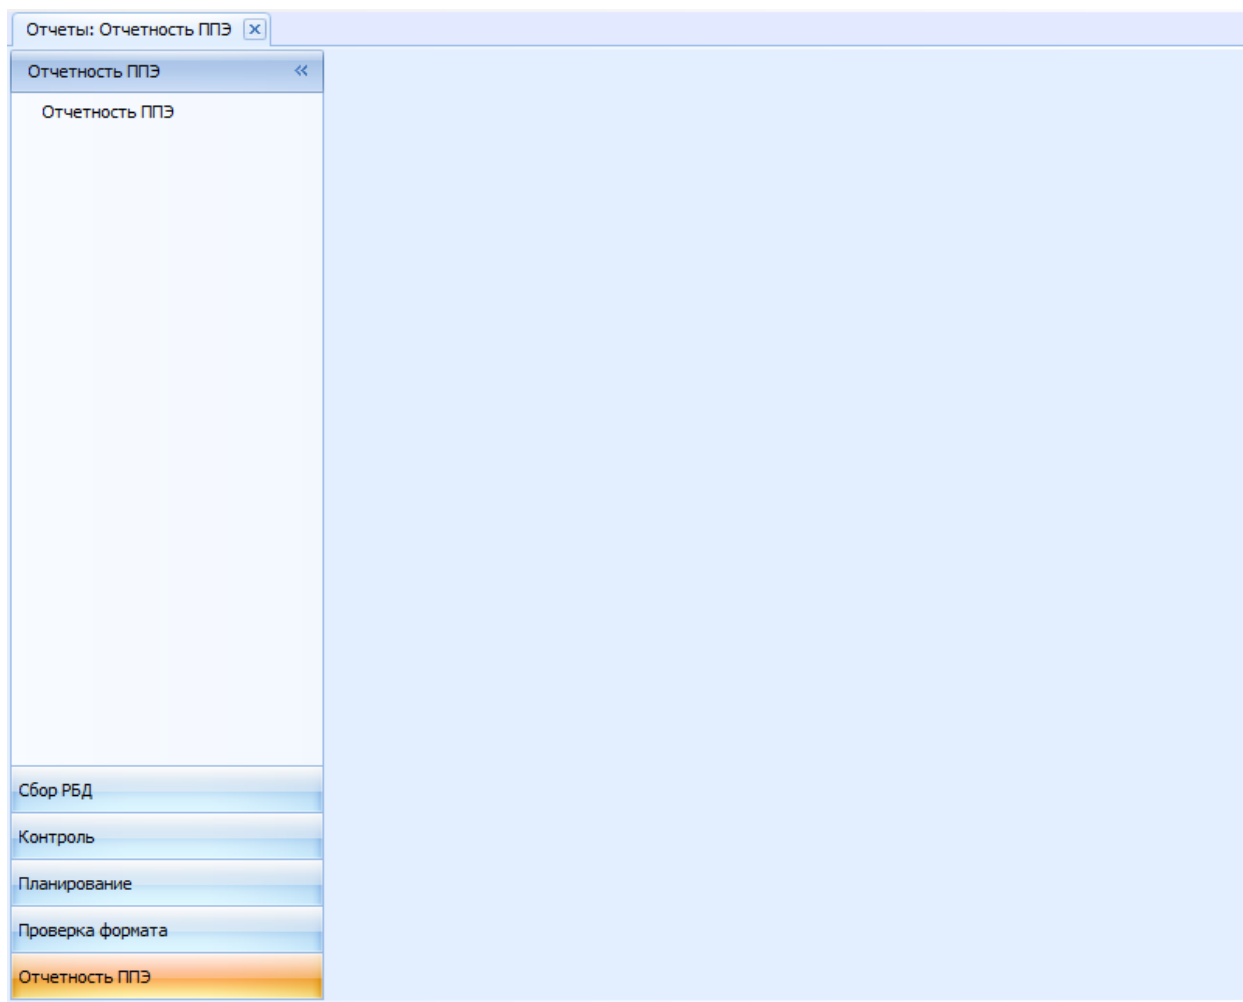 Отчеты: Отчетность ППЭ
Отчетность ППЭ
Отчетность ППЭ
Сбор РБД
Контроль
Планирование
Проверка формата
Отчетность ППЭ